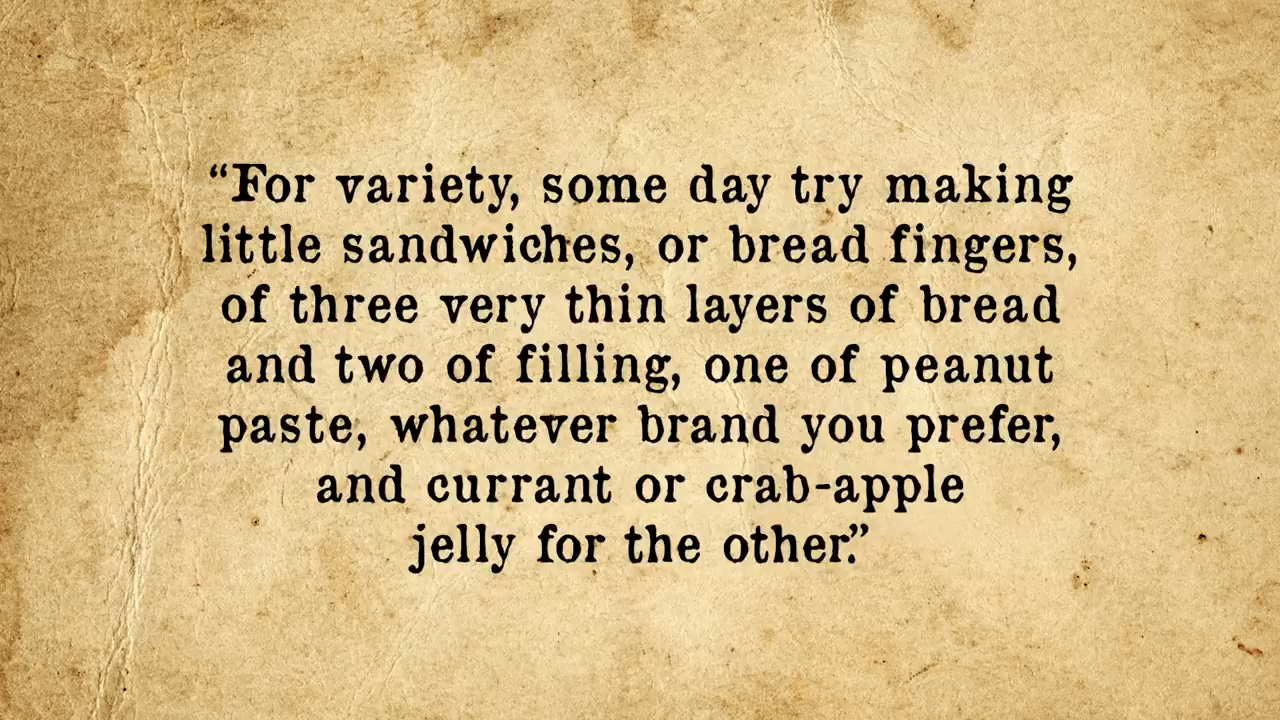 “For variety, some day try making
little sandwiches, or bread fingers,
of three very thin layers of bread
and two of filling, one of peanut
paste, whatever brand you prefer,
and currant or crab-apple
jelly for the other.”